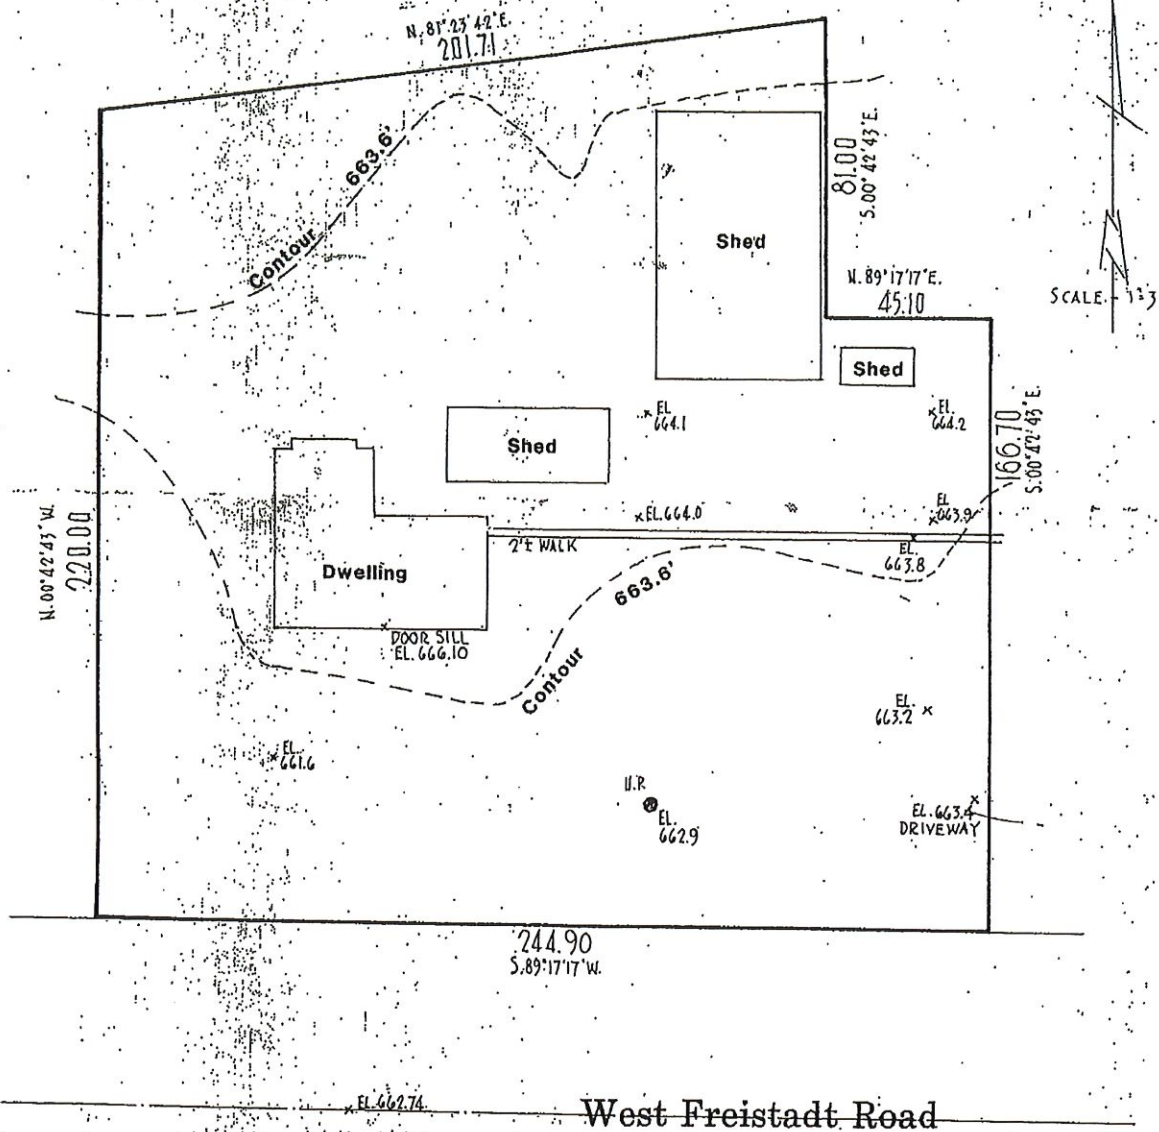 N. 81° 23' 42" E.
201.71
663.6'
Contour
81.00
S. 00° 42' 43" E.
Shed
N. 89° 17' 17" E.
45.10
SCALE - 1"=3
Shed
EL
664.1
EL.
664.2
166.70
S. 00° 42' 43" E.
Shed
N. 00° 42' 43" W.
220.00
EL. 664.0
EL
663.9
2'± WALK
EL.
663.8
Dwelling
663.6'
DOOR SILL
EL. 666.10
Contour
EL.
663.2
EL.
661.6
U.P.
EL.
662.9
EL. 663.4
DRIVEWAY
244.90
S. 89° 17' 17" W.
EL. 662.74
West Freistadt Road